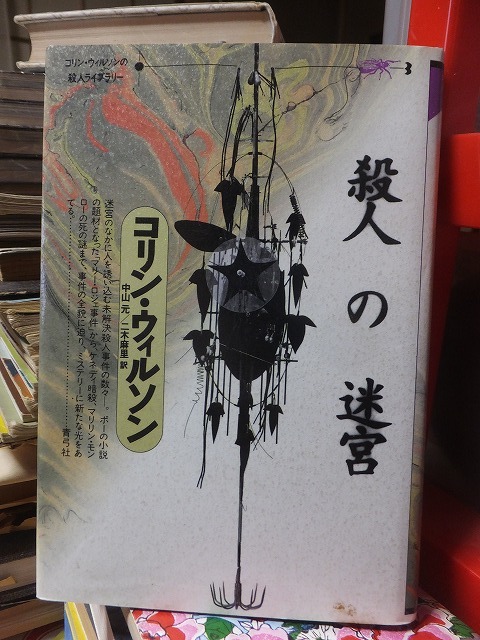 コリン・ウィルソンの
殺人ライブラリー
3
殺人の迷宮
コリン・ウィルソン
中山元/二木麻里訳
迷宮のなかに人を誘い込む未解決殺人事件の数々――。ポーの小説
の題材となった「マリー・ロジェ事件」から、ケネディ暗殺、マリリン・モン
ローの死の謎まで、事件の全貌に迫り、ミステリーに新たな光をあ
てる。…………………青弓社